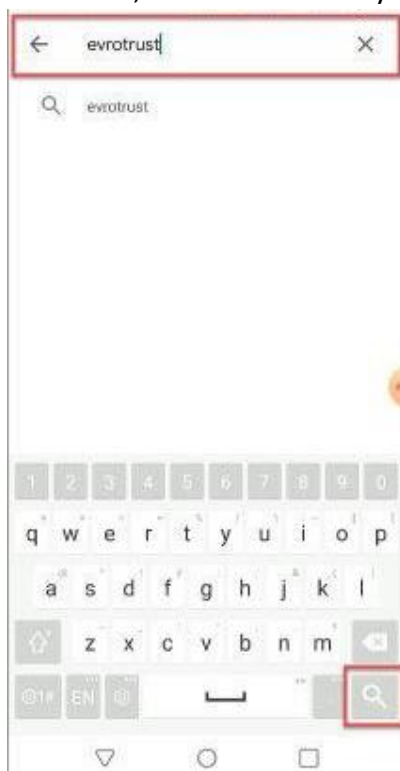 evrotrust
evrotrust
1 2 3 4 5 6 7 8 9 0
q w e r t y u i o p
a s d f g h j k l
z x c v b n m
EN